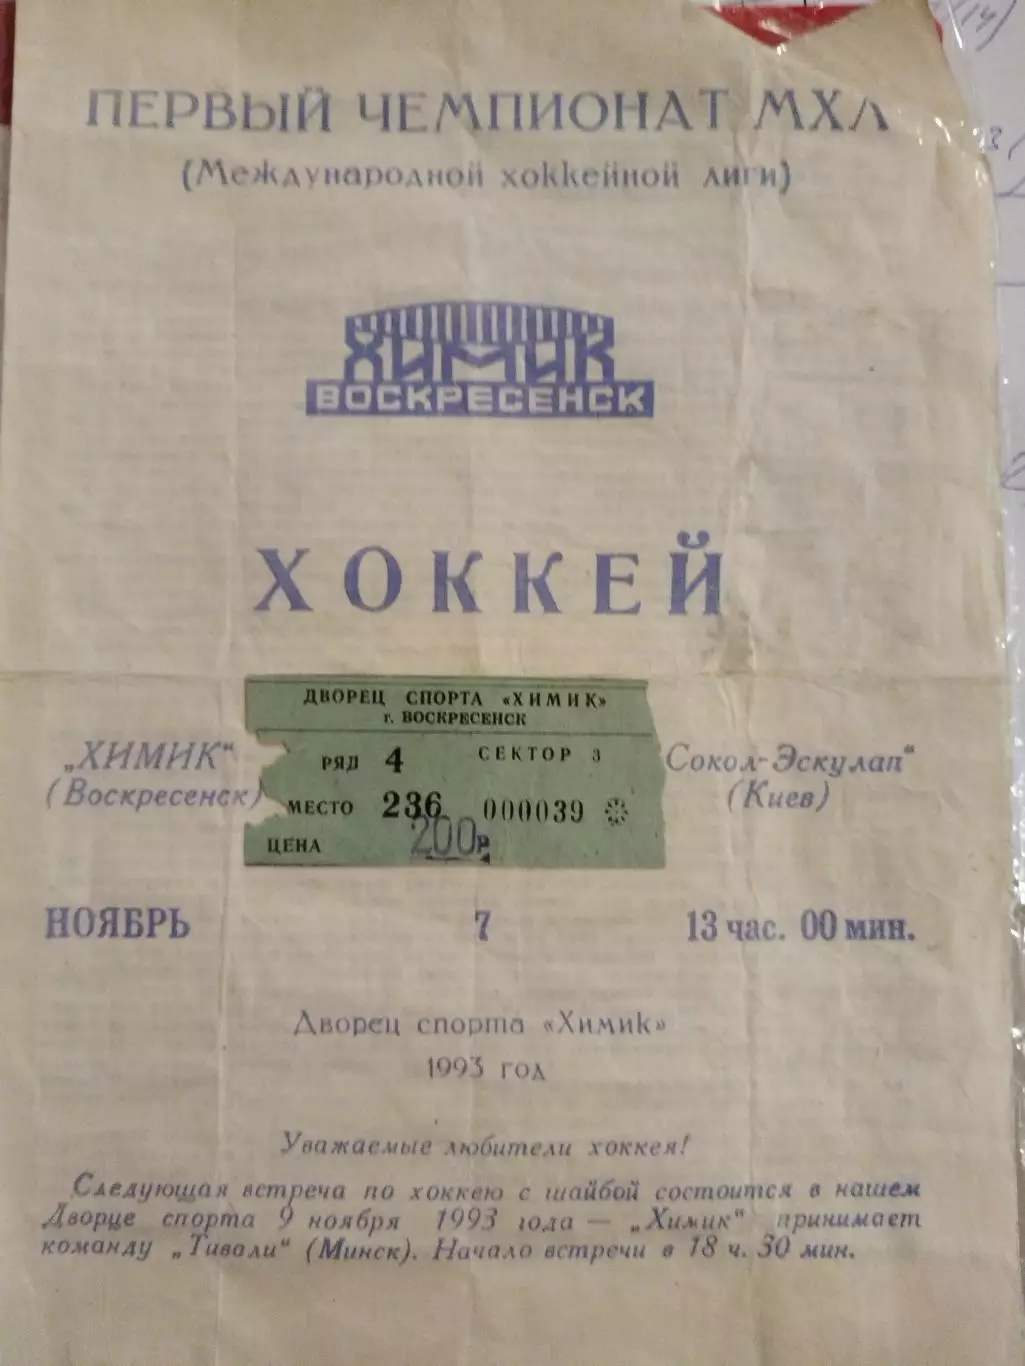 ПЕРВЫЙ ЧЕМПИОНАТ МХЛ
(Международной хоккейной лиги)
ХИМИК
ВОСКРЕСЕНСК
ХОККЕЙ
ДВОРЕЦ СПОРТА «ХИМИК»
г. ВОСКРЕСЕНСК
РЯД 4 СЕКТОР 3
МЕСТО 236 000039
ЦЕНА 200р
„ХИМИК“
(Воскресенск)
Сокол-Эскулап“
(Киев)
НОЯБРЬ 7 13 час. 00 мин.
Дворец спорта «Химик»
1993 год
Уважаемые любители хоккея!
Следующая встреча по хоккею с шайбой состоится в нашем
Дворце спорта 9 ноября 1993 года — „Химик“ принимает
команду „Тивали“ (Минск). Начало встречи в 18 ч. 30 мин.